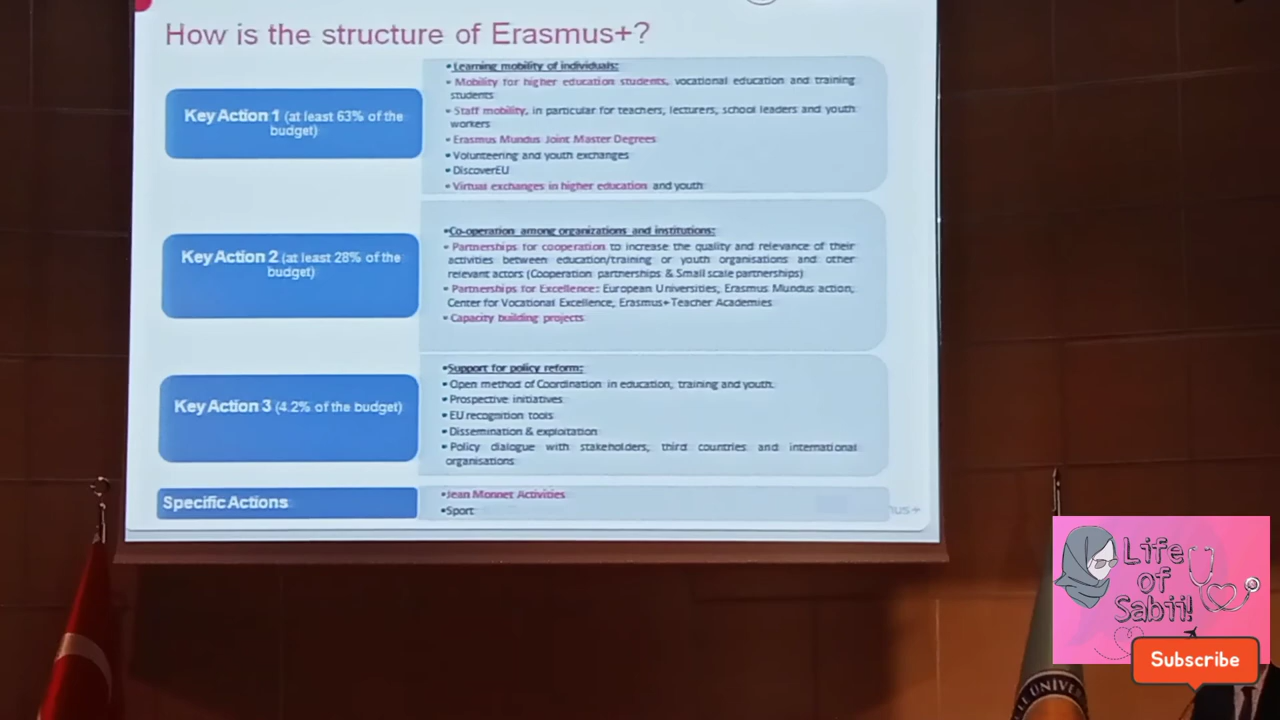 How is the structure of Erasmus+?
Key Action 1 (at least 63% of the
budget)
•Learning mobility of individuals:
▪ Mobility for higher education students, vocational education and training
students
▪ Staff mobility, in particular for teachers, lecturers, school leaders and youth
workers
▪ Erasmus Mundus Joint Master Degrees
▪ Volunteering and youth exchanges
▪ DiscoverEU
▪ Virtual exchanges in higher education and youth
Key Action 2 (at least 28% of the
budget)
•Co-operation among organizations and institutions:
▪ Partnerships for cooperation to increase the quality and relevance of their
activities between education/training or youth organisations and other
relevant actors (Cooperation partnerships & Small scale partnerships)
▪ Partnerships for Excellence: European Universities, Erasmus Mundus action,
Center for Vocational Excellence, Erasmus+ Teacher Academies
▪ Capacity building projects
Key Action 3 (4.2% of the budget)
•Support for policy reform:
▪ Open method of Coordination in education, training and youth.
▪ Prospective initiatives
▪ EU recognition tools
▪ Dissemination & exploitation
▪ Policy dialogue with stakeholders, third countries and international
organisations
Specific Actions
•Jean Monnet Activities
•Sport
Life
of
Sabii!
Subscribe